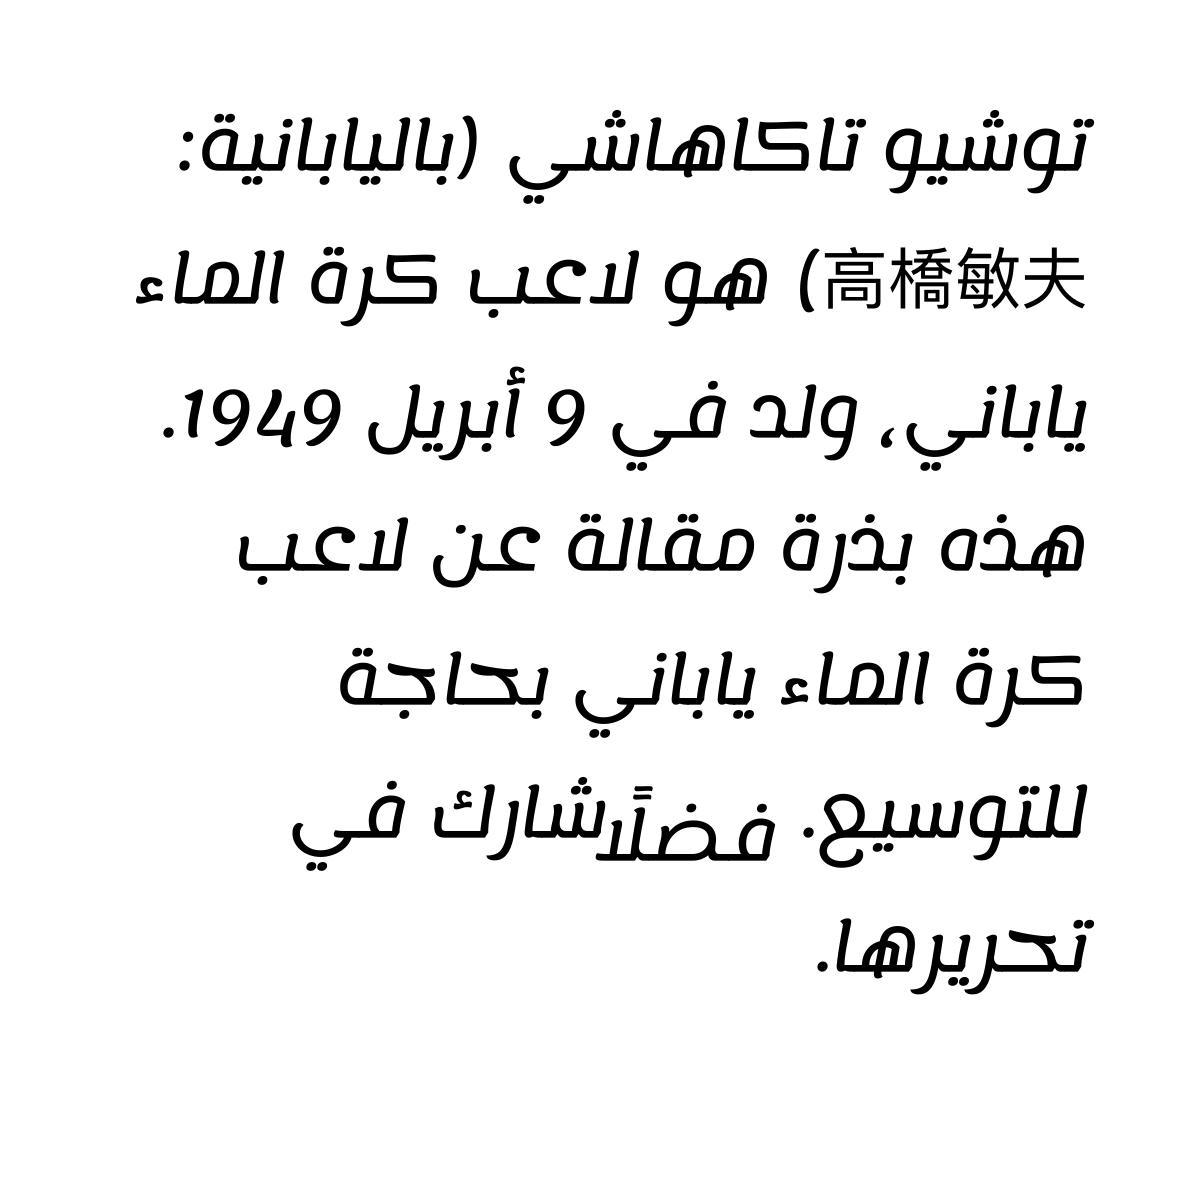 توشيو تاكاهاشي (باليابانية:
高橋敏夫) هو لاعب كرة الماء
ياباني، ولد في 9 أبريل 1949.
هذه بذرة مقالة عن لاعب
كرة الماء ياباني بحاجة
للتوسيع. فضلًا شارك في
تحريرها.